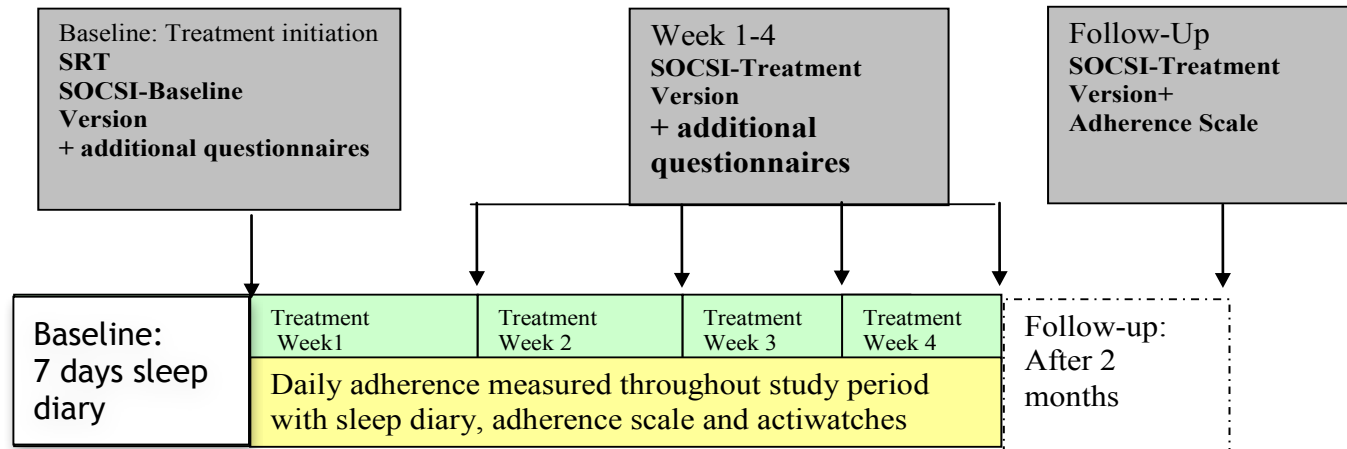 Baseline: Treatment initiation
SRT
SOCSI-Baseline
Version
+ additional questionnaires
Week 1-4
SOCSI-Treatment
Version
+ additional
questionnaires
Follow-Up
SOCSI-Treatment
Version+
Adherence Scale
Baseline:
7 days sleep
diary
Treatment
Week1
Treatment
Week 2
Treatment
Week 3
Treatment
Week 4
Daily adherence measured throughout study period
with sleep diary, adherence scale and actiwatches
Follow-up:
After 2
months